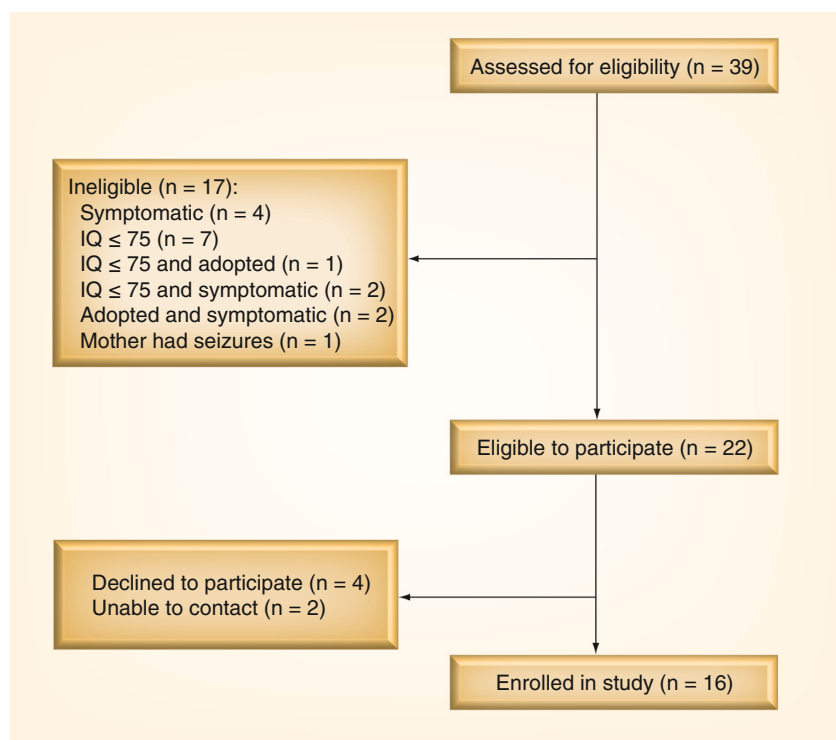 Assessed for eligibility (n = 39)
Ineligible (n = 17):
Symptomatic (n = 4)
IQ ≤ 75 (n = 7)
IQ ≤ 75 and adopted (n = 1)
IQ ≤ 75 and symptomatic (n = 2)
Adopted and symptomatic (n = 2)
Mother had seizures (n = 1)
Eligible to participate (n = 22)
Declined to participate (n = 4)
Unable to contact (n = 2)
Enrolled in study (n = 16)